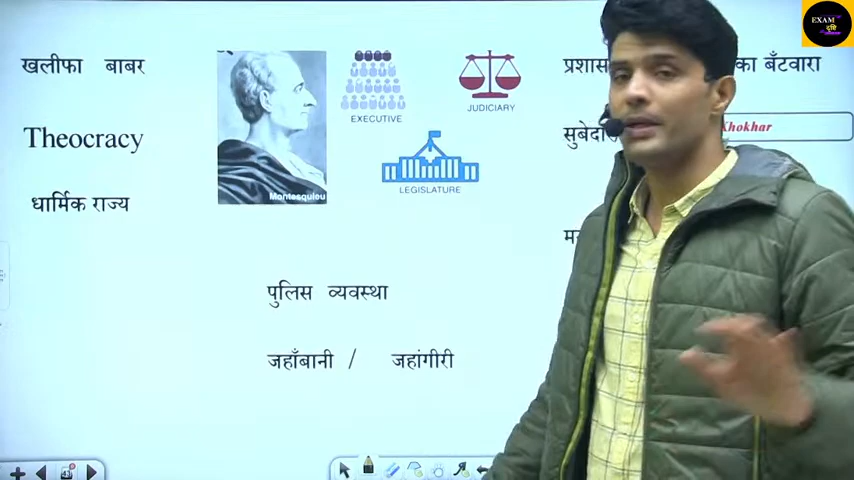 EXAM
दृष्टि
खलीफा बाबर
Theocracy
धार्मिक राज्य
Montesquieu
EXECUTIVE
JUDICIARY
LEGISLATURE
पुलिस व्यवस्था
जहाँबानी / जहांगीरी
का बँटवारा
Khokhar